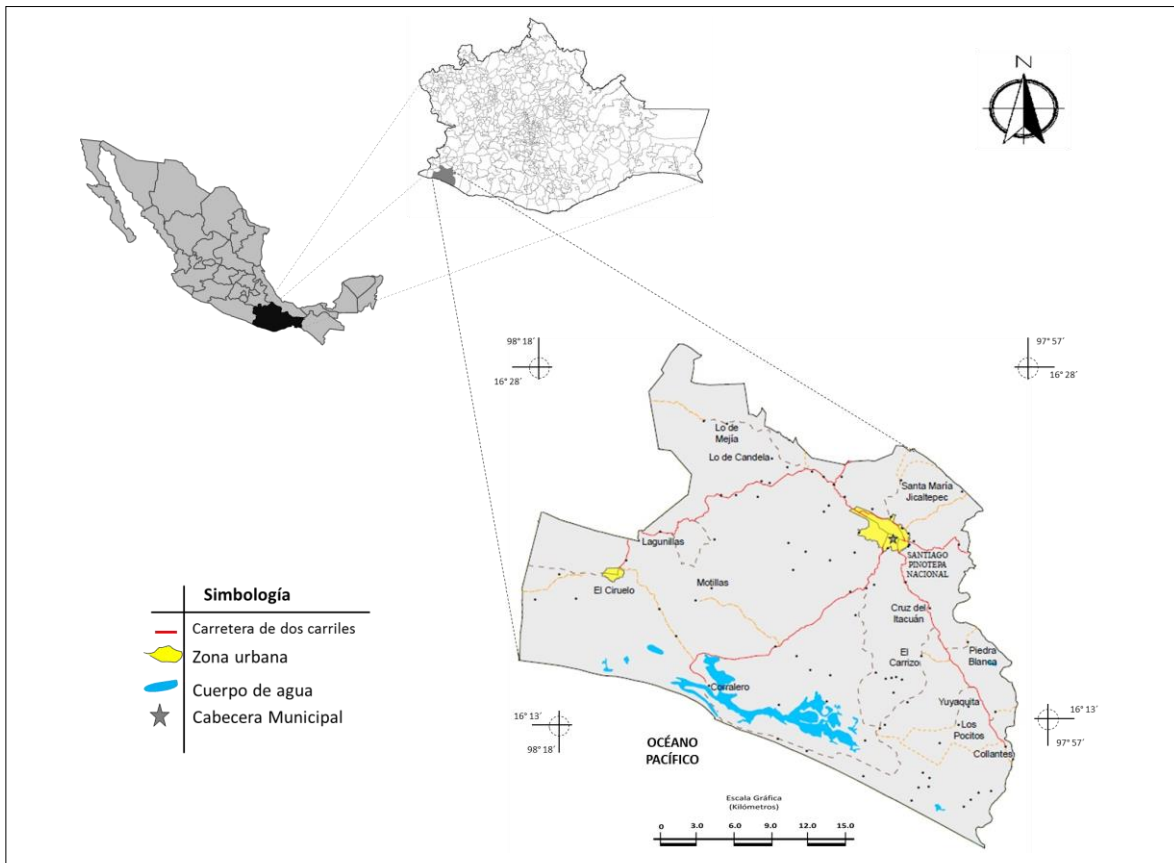 N
98° 18´
16° 28´
97° 57´
16° 28´
Lo de
Mejía
Lo de Candela
Santa María
Jicaltepec
Lagunillas
SANTIAGO
PINOTEPA
NACIONAL
El Ciruelo
Motillas
Cruz del
Itacuán
El
Carrizo
Piedra
Blanca
Corralero
Yuyaquita
Los
Pocitos
Collantes
16° 13´
98° 18´
16° 13´
97° 57´
OCÉANO
PACÍFICO
Simbología
Carretera de dos carriles
Zona urbana
Cuerpo de agua
Cabecera Municipal
Escala Gráfica
(Kilómetros)
0 3.0 6.0 9.0 12.0 15.0